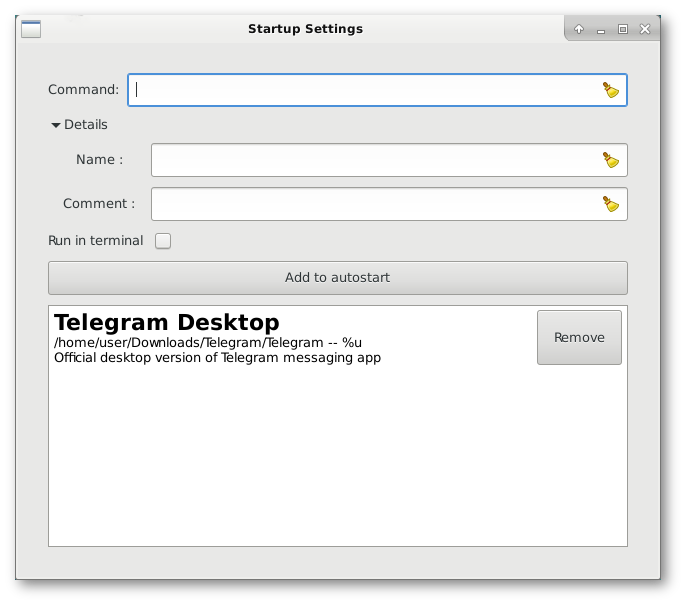 Startup Settings
Command:
Details
Name :
Comment :
Run in terminal
Add to autostart
Telegram Desktop
/home/user/Downloads/Telegram/Telegram -- %u
Official desktop version of Telegram messaging app
Remove